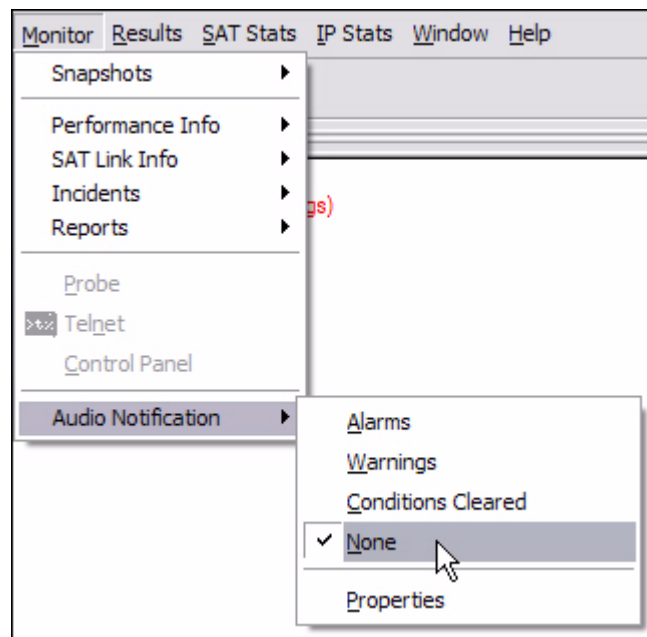 Monitor Results SAT Stats IP Stats Window Help
Snapshots
Performance Info
SAT Link Info
Incidents
Reports
gs)
Probe
Telnet
Control Panel
Audio Notification
Alarms
Warnings
Conditions Cleared
None
Properties